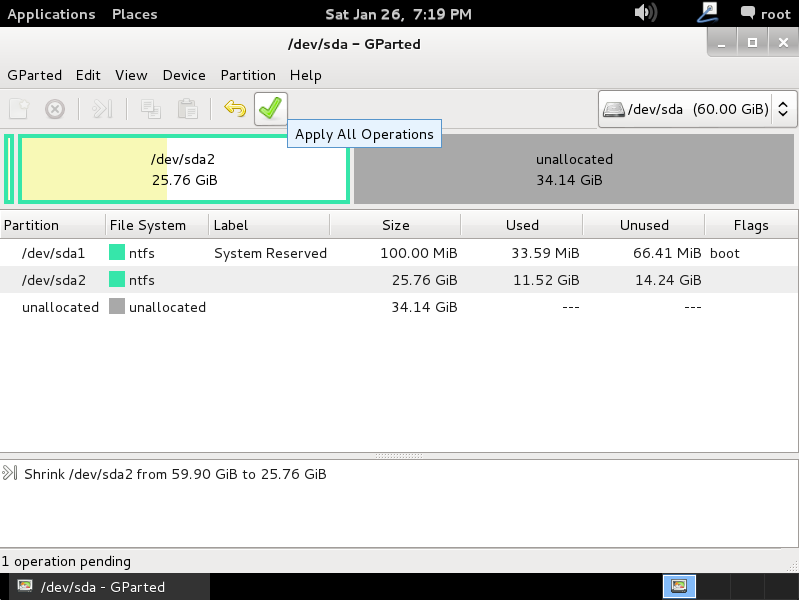 Applications Places Sat Jan 26, 7:19 PM root
/dev/sda - GParted
GParted Edit View Device Partition Help
/dev/sda (60.00 GiB)
Apply All Operations
/dev/sda2 unallocated
25.76 GiB 34.14 GiB
Partition File System Label Size Used Unused Flags
/dev/sda1 ntfs System Reserved 100.00 MiB 33.59 MiB 66.41 MiB boot
/dev/sda2 ntfs 25.76 GiB 11.52 GiB 14.24 GiB
unallocated unallocated 34.14 GiB --- ---
Shrink /dev/sda2 from 59.90 GiB to 25.76 GiB
1 operation pending
/dev/sda - GParted